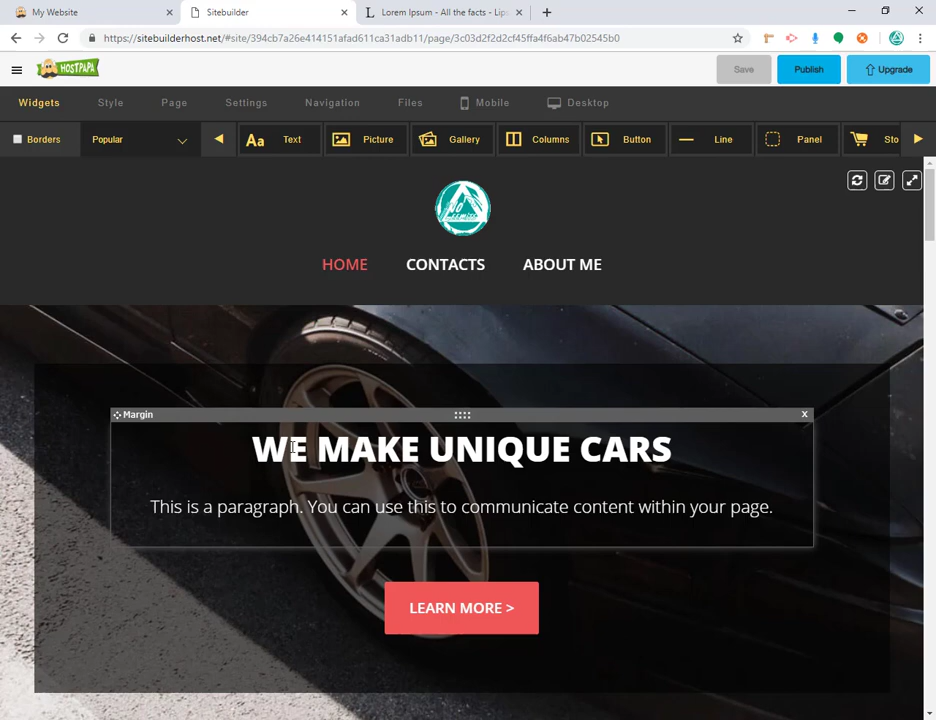 My Website
Sitebuilder
Lorem Ipsum - All the facts - Lip
https://sitebuilderhost.net/#site/394cb7a26e414151afad611ca31adb11/page/3c03d2f2d2cf45ffa4f6ab47b02545b0
HOSTPAPA
Save
Publish
Upgrade
Widgets
Style
Page
Settings
Navigation
Files
Mobile
Desktop
Borders
Popular
Aa
Text
Picture
Gallery
Columns
Button
Line
Panel
Sto
HOME
CONTACTS
ABOUT ME
Margin
X
WE MAKE UNIQUE CARS
This is a paragraph. You can use this to communicate content within your page.
LEARN MORE >